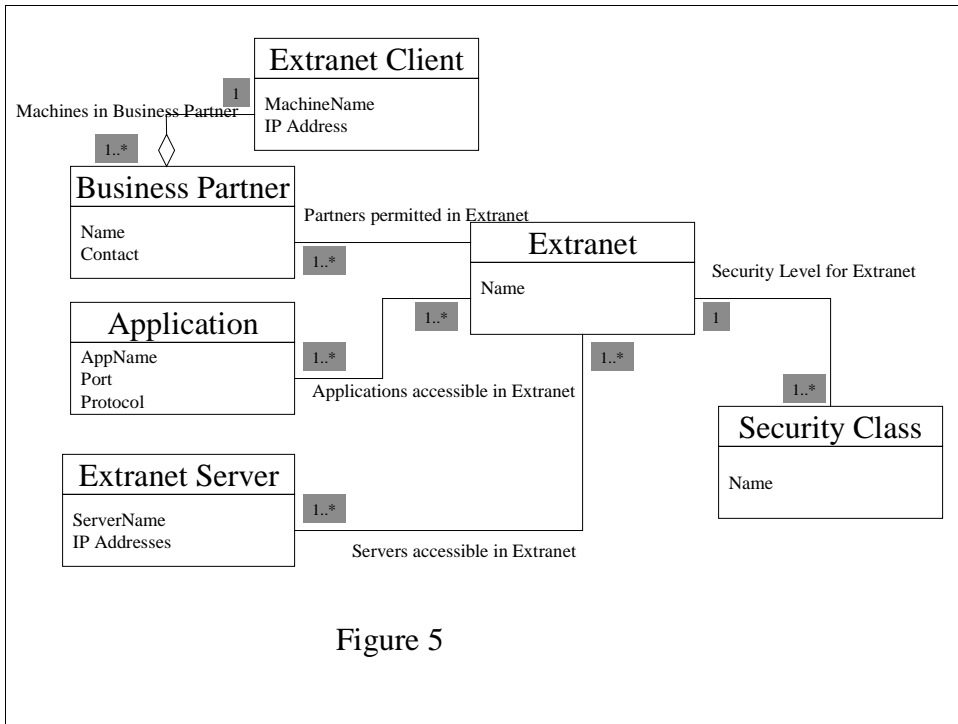 Extranet Client
MachineName
IP Address
1
Machines in Business Partner
1..*
Business Partner
Name
Contact
Partners permitted in Extranet
1..*
Extranet
Name
Security Level for Extranet
1
1..*
Application
AppName
Port
Protocol
1..*
1..*
Applications accessible in Extranet
1..*
Security Class
Name
Extranet Server
ServerName
IP Addresses
1..*
Servers accessible in Extranet
Figure 5